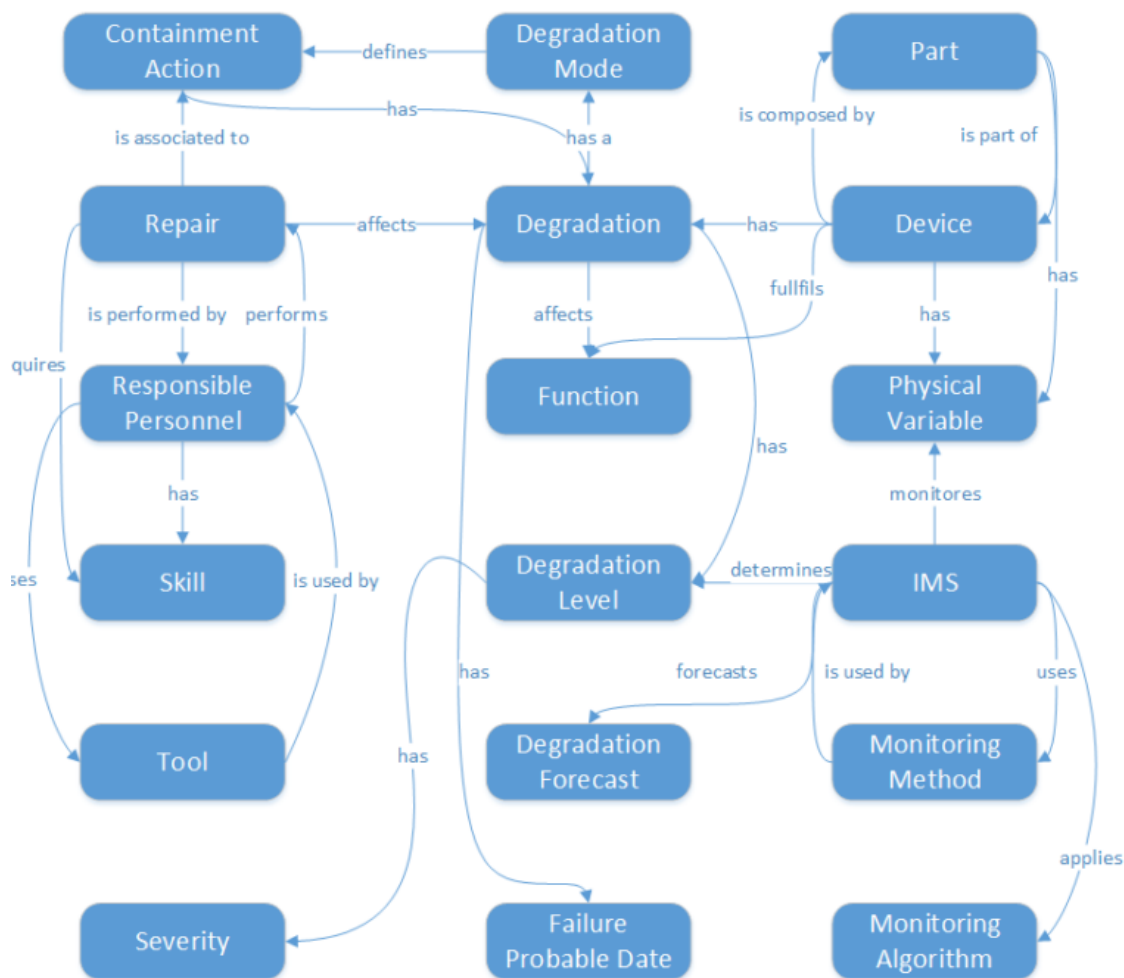 Containment
Action
defines
Degradation
Mode
Part
has
is composed by
is associated to
has a
is part of
Repair
affects
Degradation
has
Device
fullfils
has
is performed by
performs
affects
has
quires
Responsible
Personnel
Function
Physical
Variable
has
has
monitores
ses
Skill
is used by
Degradation
Level
determines
IMS
has
forecasts
is used by
uses
Tool
has
Degradation
Forecast
Monitoring
Method
applies
Severity
Failure
Probable Date
Monitoring
Algorithm